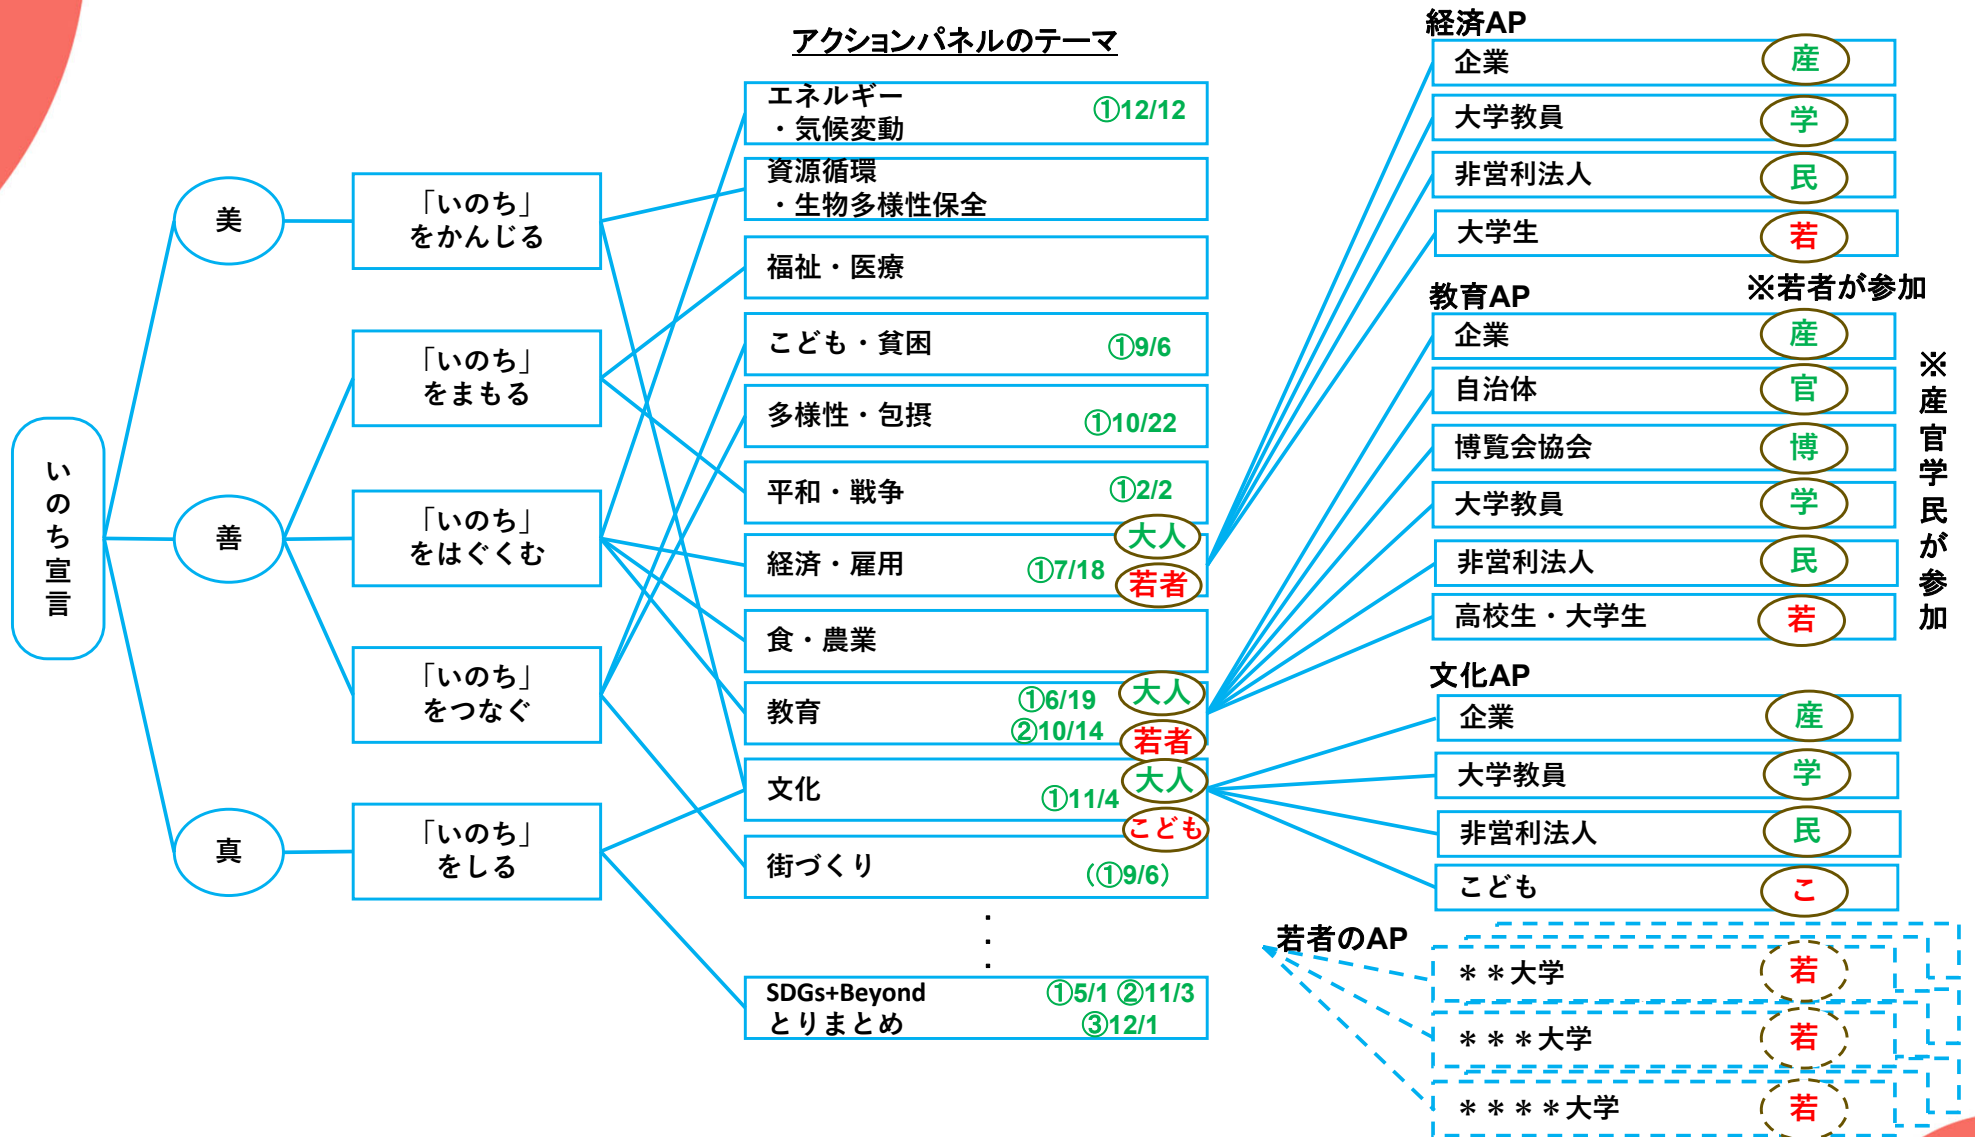 アクションパネルのテーマ
いのち宣言
美
善
真
「いのち」
をかんじる
「いのち」
をまもる
「いのち」
をはぐくむ
「いのち」
をつなぐ
「いのち」
をしる
エネルギー
・気候変動
①12/12
資源循環
・生物多様性保全
福祉・医療
こども・貧困
①9/6
多様性・包摂
①10/22
平和・戦争
①2/2
経済・雇用
①7/18
大人
若者
食・農業
教育
①6/19
②10/14
大人
若者
文化
①11/4
大人
こども
街づくり
(①9/6)
・
・
・
SDGs+Beyond
とりまとめ
①5/1 ②11/3
③12/1
経済AP
企業 産
大学教員 学
非営利法人 民
大学生 若
※若者が参加
教育AP
企業 産
自治体 官
博覧会協会 博
大学教員 学
非営利法人 民
高校生・大学生 若
※産官学民が参加
文化AP
企業 産
大学教員 学
非営利法人 民
こども こ
若者のAP
＊＊大学 若
＊＊＊大学 若
＊＊＊＊大学 若